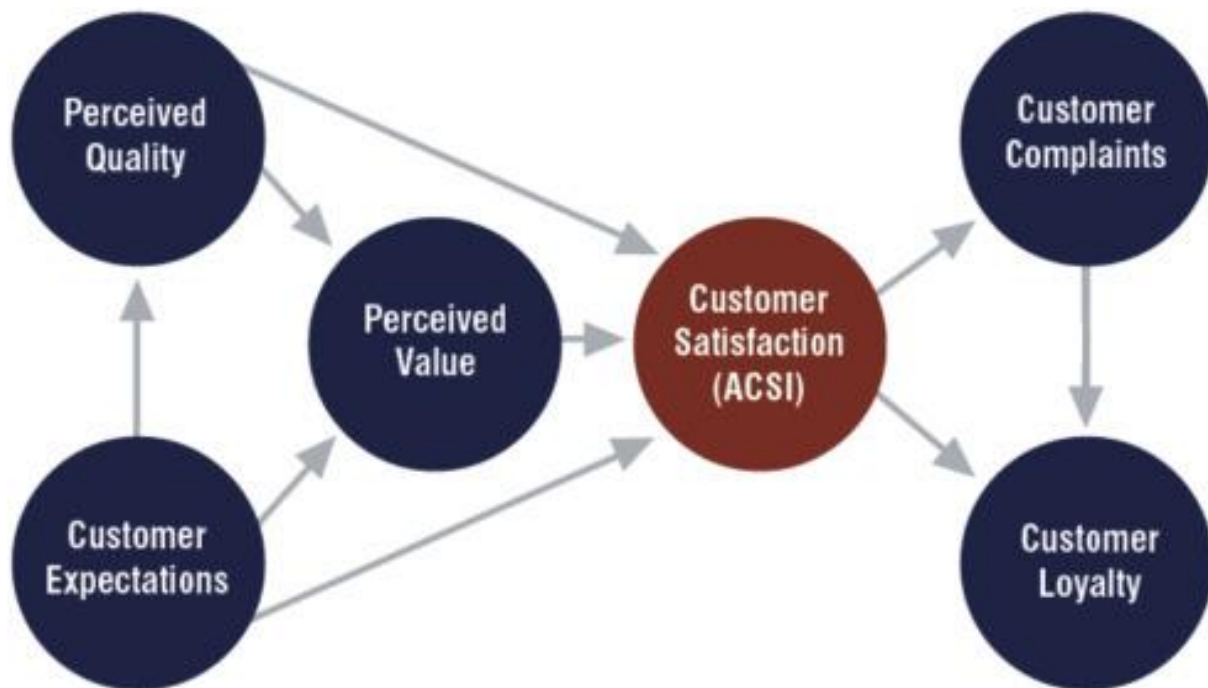 Perceived
Quality
Customer
Expectations
Perceived
Value
Customer
Satisfaction
(ACSI)
Customer
Complaints
Customer
Loyalty